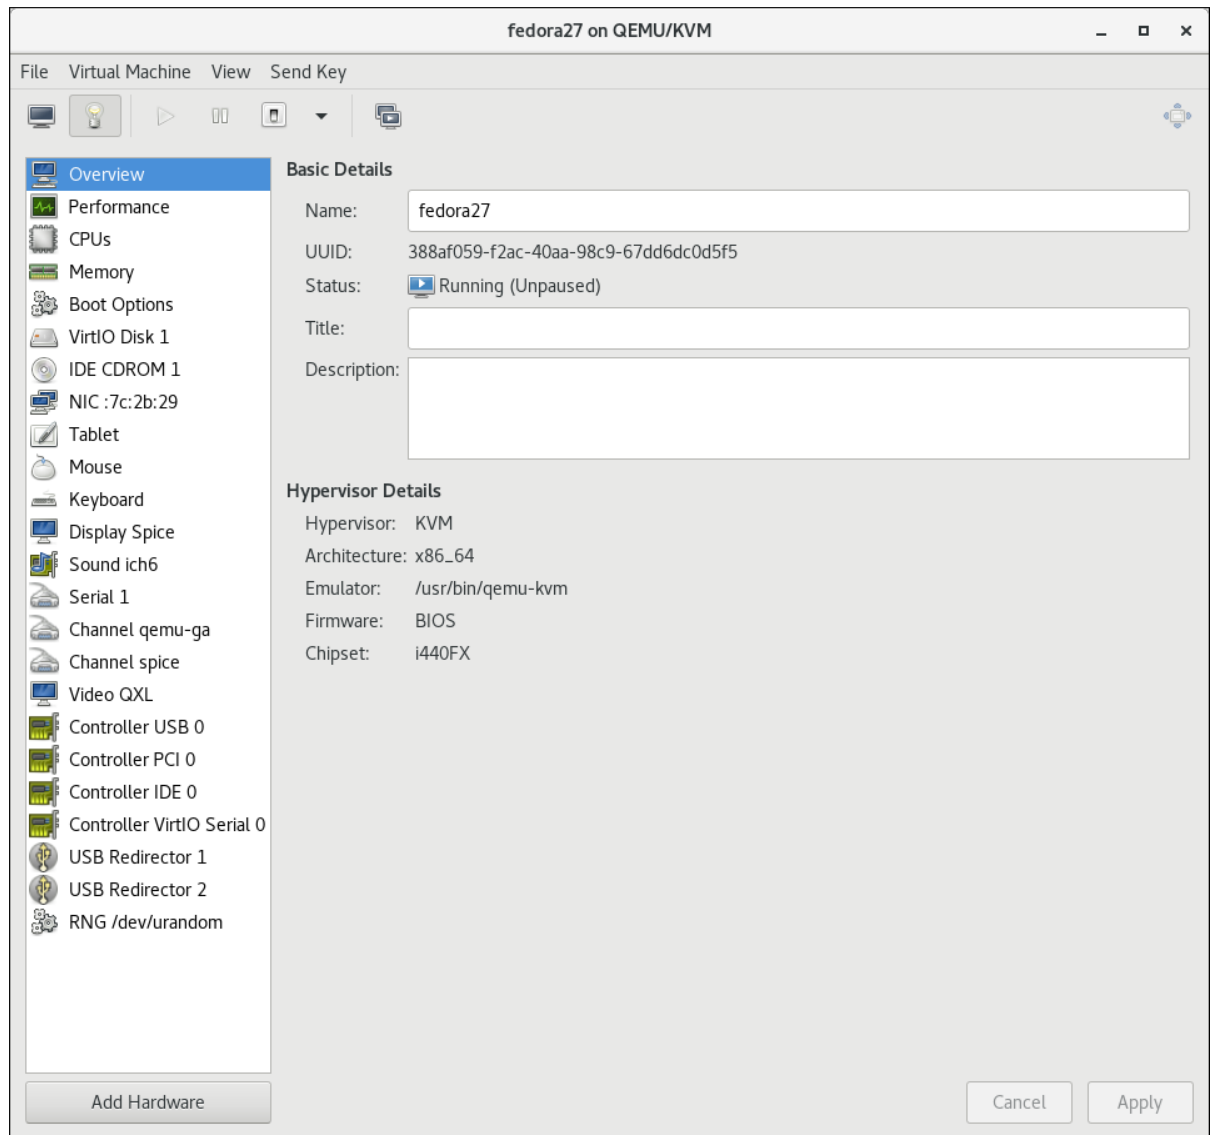 fedora27 on QEMU/KVM
File Virtual Machine View Send Key
Overview
Performance
CPUs
Memory
Boot Options
VirtIO Disk 1
IDE CDROM 1
NIC :7c:2b:29
Tablet
Mouse
Keyboard
Display Spice
Sound ich6
Serial 1
Channel qemu-ga
Channel spice
Video QXL
Controller USB 0
Controller PCI 0
Controller IDE 0
Controller VirtIO Serial 0
USB Redirector 1
USB Redirector 2
RNG /dev/urandom
Add Hardware
Basic Details
Name: fedora27
UUID: 388af059-f2ac-40aa-98c9-67dd6dc0d5f5
Status: Running (Unpaused)
Title:
Description:
Hypervisor Details
Hypervisor: KVM
Architecture: x86_64
Emulator: /usr/bin/qemu-kvm
Firmware: BIOS
Chipset: i440FX
Cancel Apply